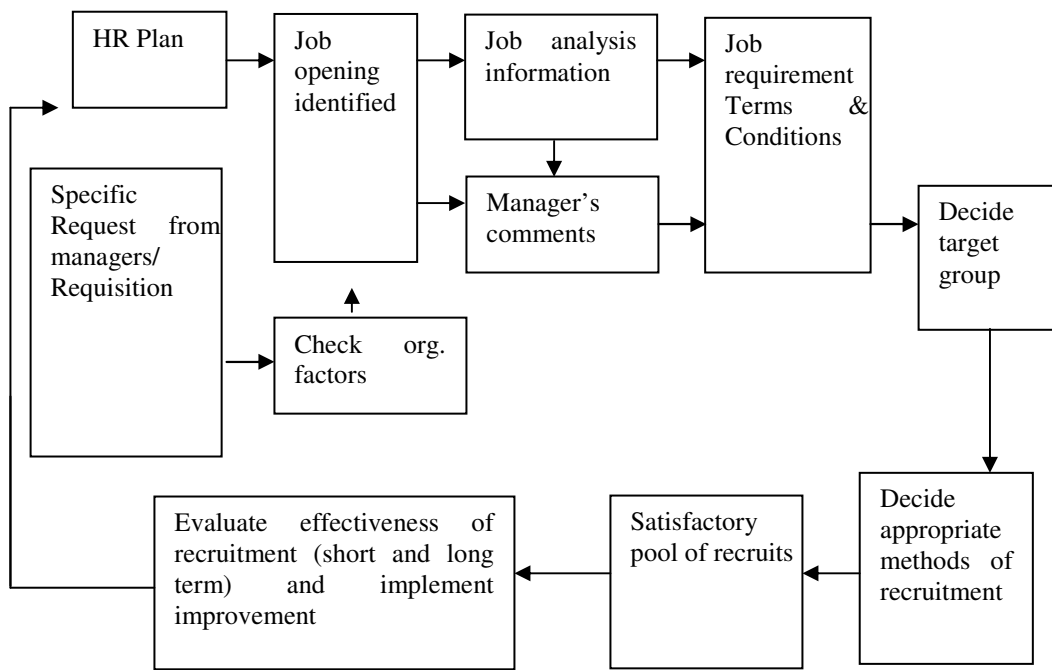 HR Plan
Job
opening
identified
Job analysis
information
Job
requirement
Terms &
Conditions
Specific
Request from
managers/
Requisition
Manager's
comments
Decide
target
group
Check org.
factors
Evaluate effectiveness of
recruitment (short and long
term) and implement
improvement
Satisfactory
pool of recruits
Decide
appropriate
methods of
recruitment